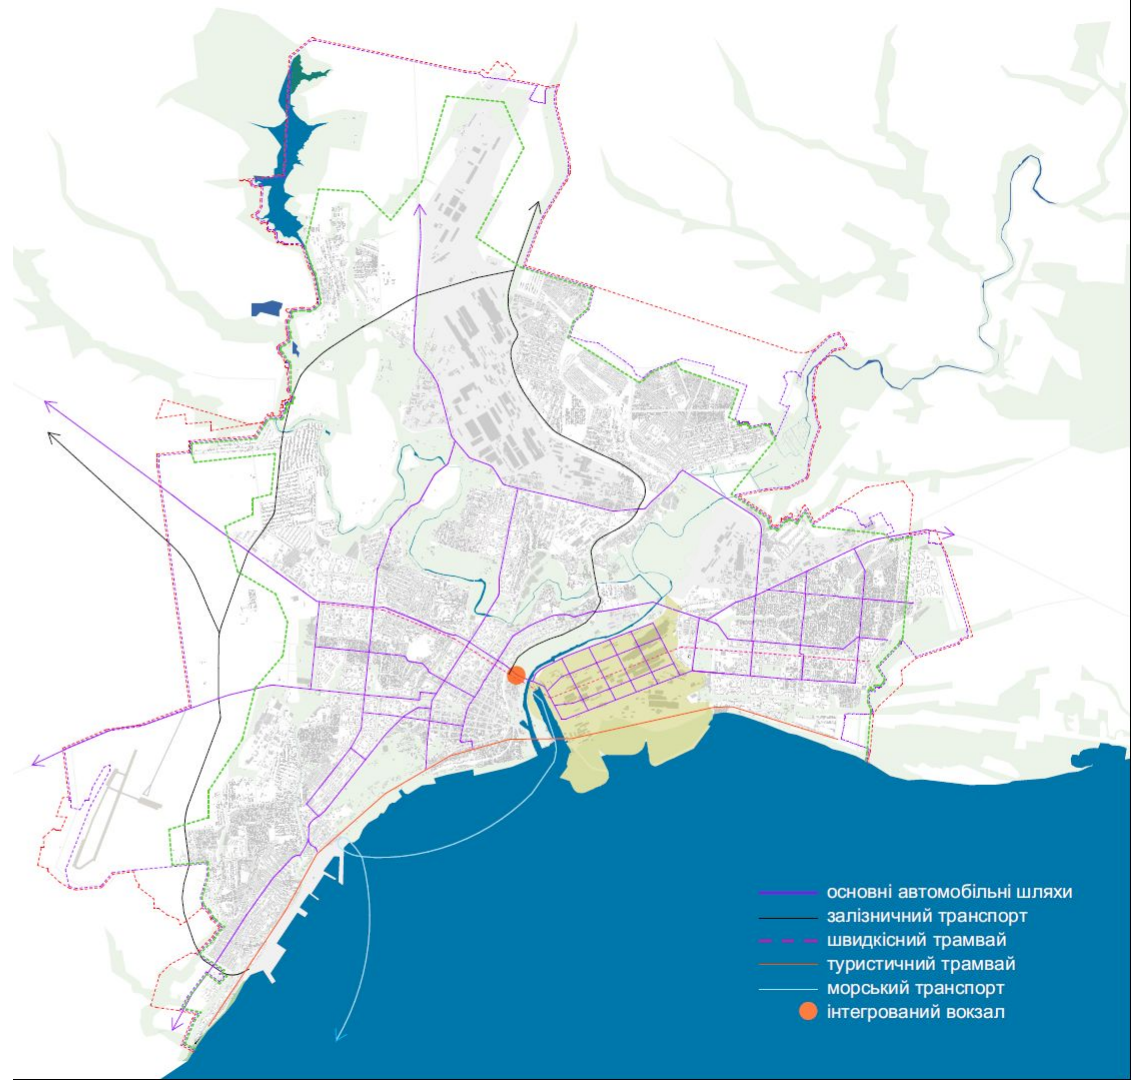 основні автомобільні шляхи
залізничний транспорт
швидкісний трамвай
туристичний трамвай
морський транспорт
інтегрований вокзал